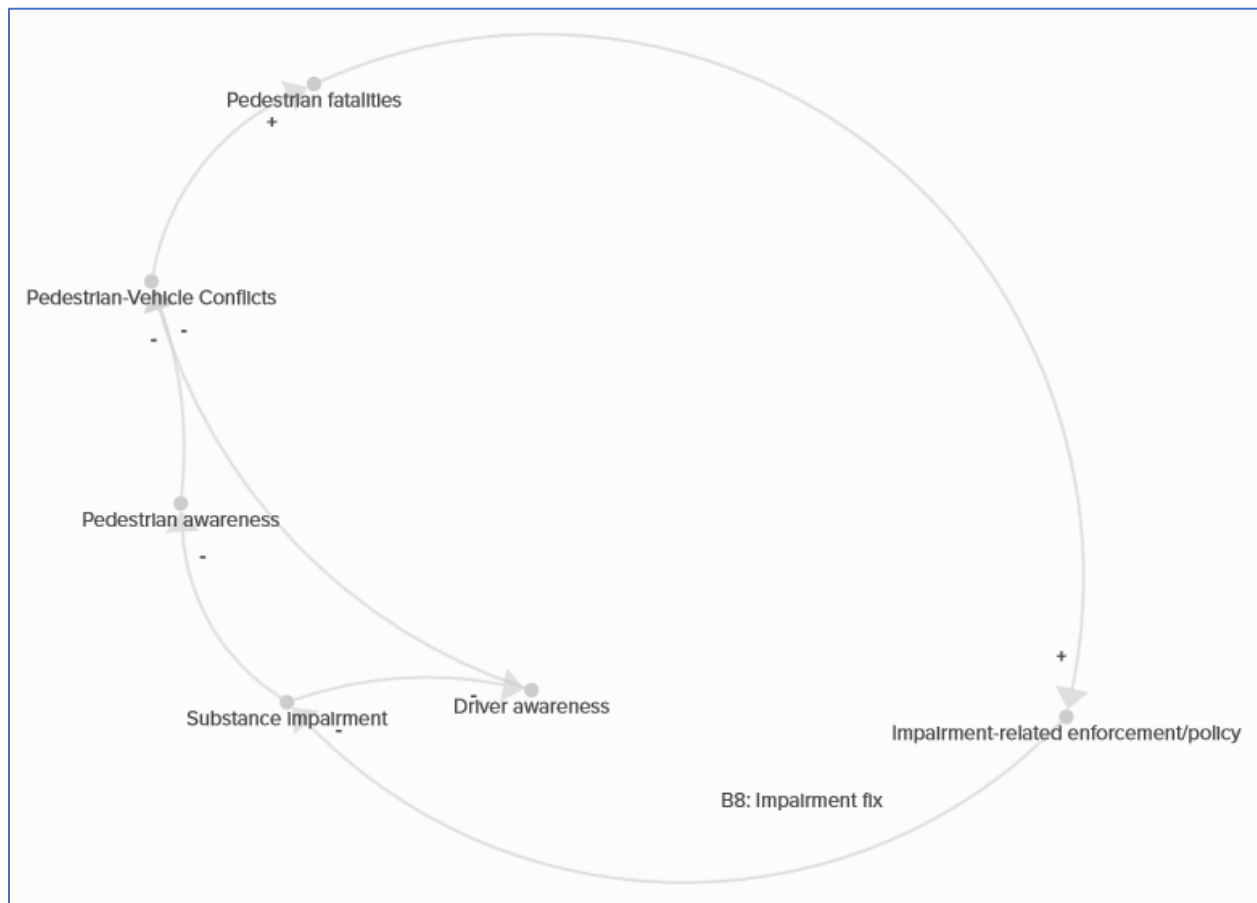 Pedestrian fatalities
+
Pedestrian-Vehicle Conflicts
-
-
Pedestrian awareness
-
Substance impairment
-
Driver awareness
-
+
Impairment-related enforcement/policy
B8: Impairment fix